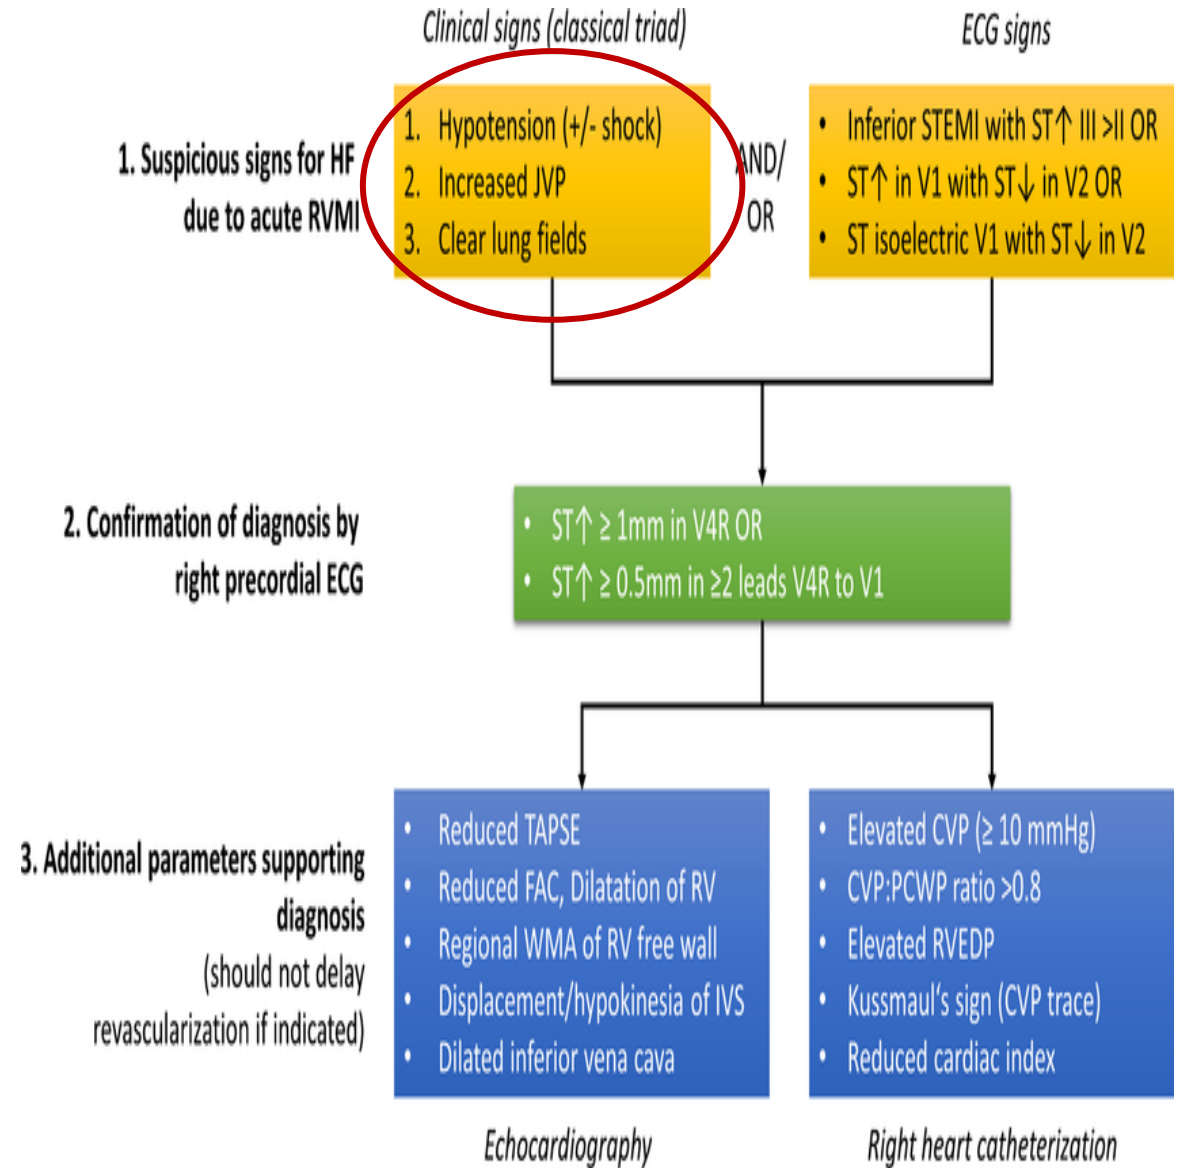 Clinical signs (classical triad)
ECG signs
1. Suspicious signs for HF
due to acute RVMI
1. Hypotension (+/- shock)
2. Increased JVP
3. Clear lung fields
AND/
OR
• Inferior STEMI with ST↑ III >II OR
• ST↑ in V1 with ST↓ in V2 OR
• ST isoelectric V1 with ST↓ in V2
2. Confirmation of diagnosis by
right precordial ECG
• ST↑ ≥ 1mm in V4R OR
• ST↑ ≥ 0.5mm in ≥2 leads V4R to V1
3. Additional parameters supporting
diagnosis
(should not delay
revascularization if indicated)
• Reduced TAPSE
• Reduced FAC, Dilatation of RV
• Regional WMA of RV free wall
• Displacement/hypokinesia of IVS
• Dilated inferior vena cava
• Elevated CVP (≥ 10 mmHg)
• CVP:PCWP ratio >0.8
• Elevated RVEDP
• Kussmaul‘s sign (CVP trace)
• Reduced cardiac index
Echocardiography
Right heart catheterization